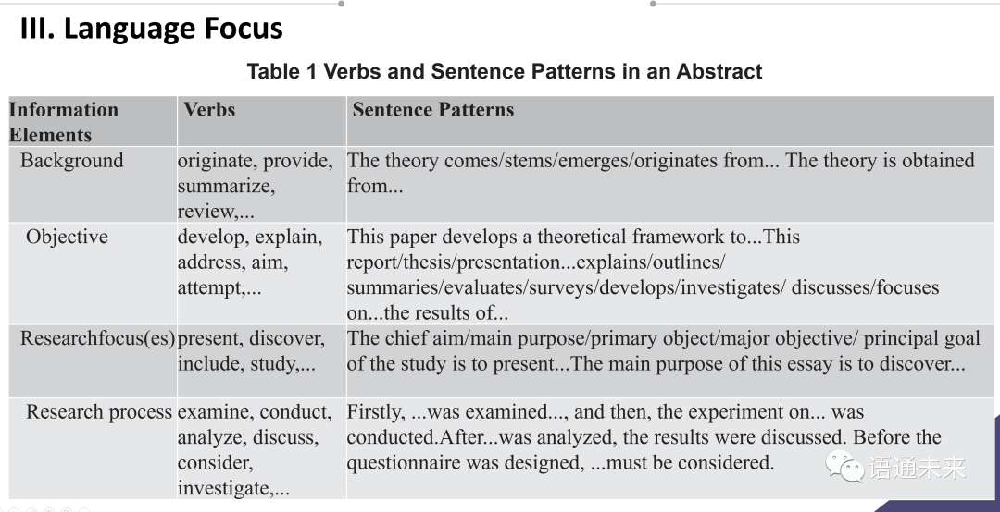 III. Language Focus
Table 1 Verbs and Sentence Patterns in an Abstract
Information
Elements
Verbs
Sentence Patterns
Background
originate, provide,
summarize,
review,...
The theory comes/stems/emerges/originates from... The theory is obtained
from...
Objective
develop, explain,
address, aim,
attempt,...
This paper develops a theoretical framework to...This
report/thesis/presentation...explains/outlines/
summaries/evaluates/surveys/develops/investigates/ discusses/focuses
on...the results of...
Researchfocus(es)
present, discover,
include, study,...
The chief aim/main purpose/primary object/major objective/ principal goal
of the study is to present...The main purpose of this essay is to discover...
Research process
examine, conduct,
analyze, discuss,
consider,
investigate,...
Firstly, ...was examined..., and then, the experiment on... was
conducted.After...was analyzed, the results were discussed. Before the
questionnaire was designed, ...must be considered.
语通未来